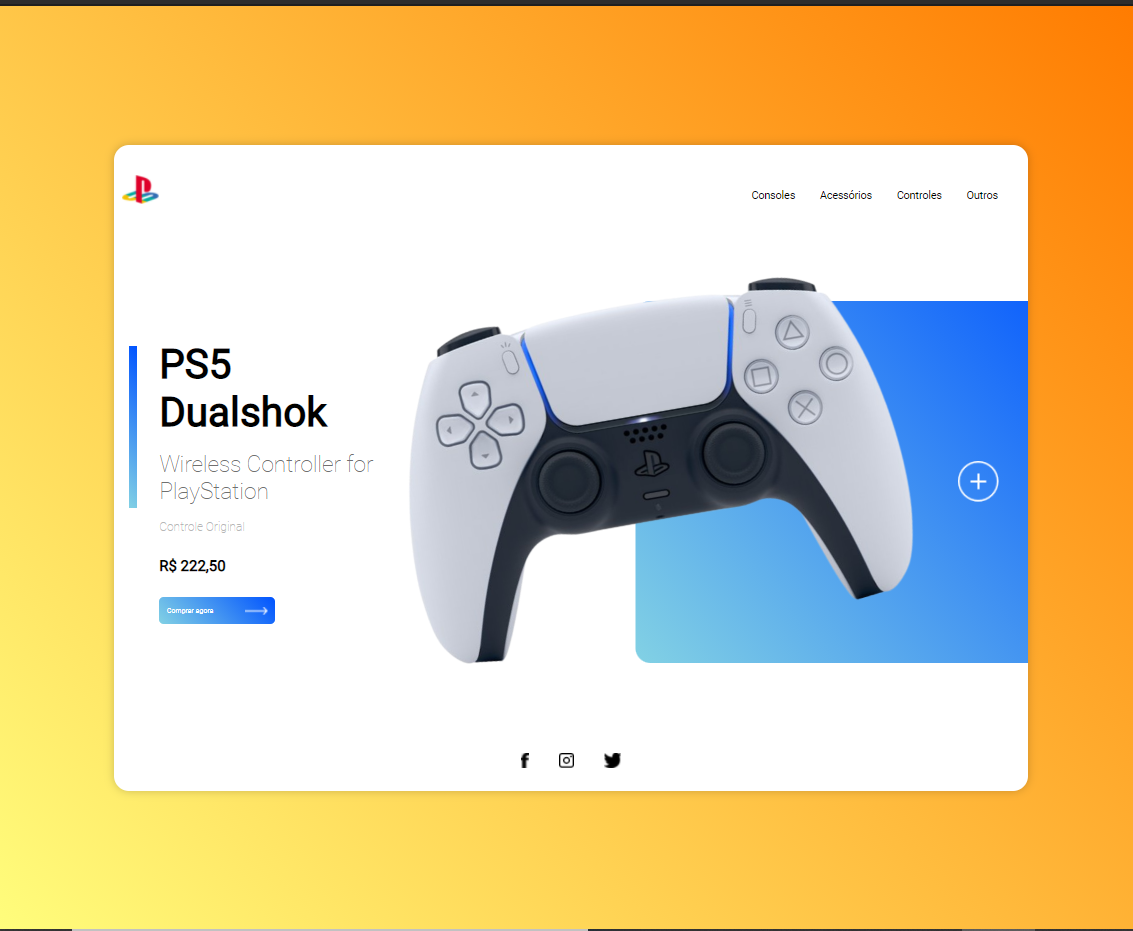 Consoles Acessórios Controles Outros
PS5
Dualshok
Wireless Controller for
PlayStation
Controle Original
R$ 222,50
Comprar agora